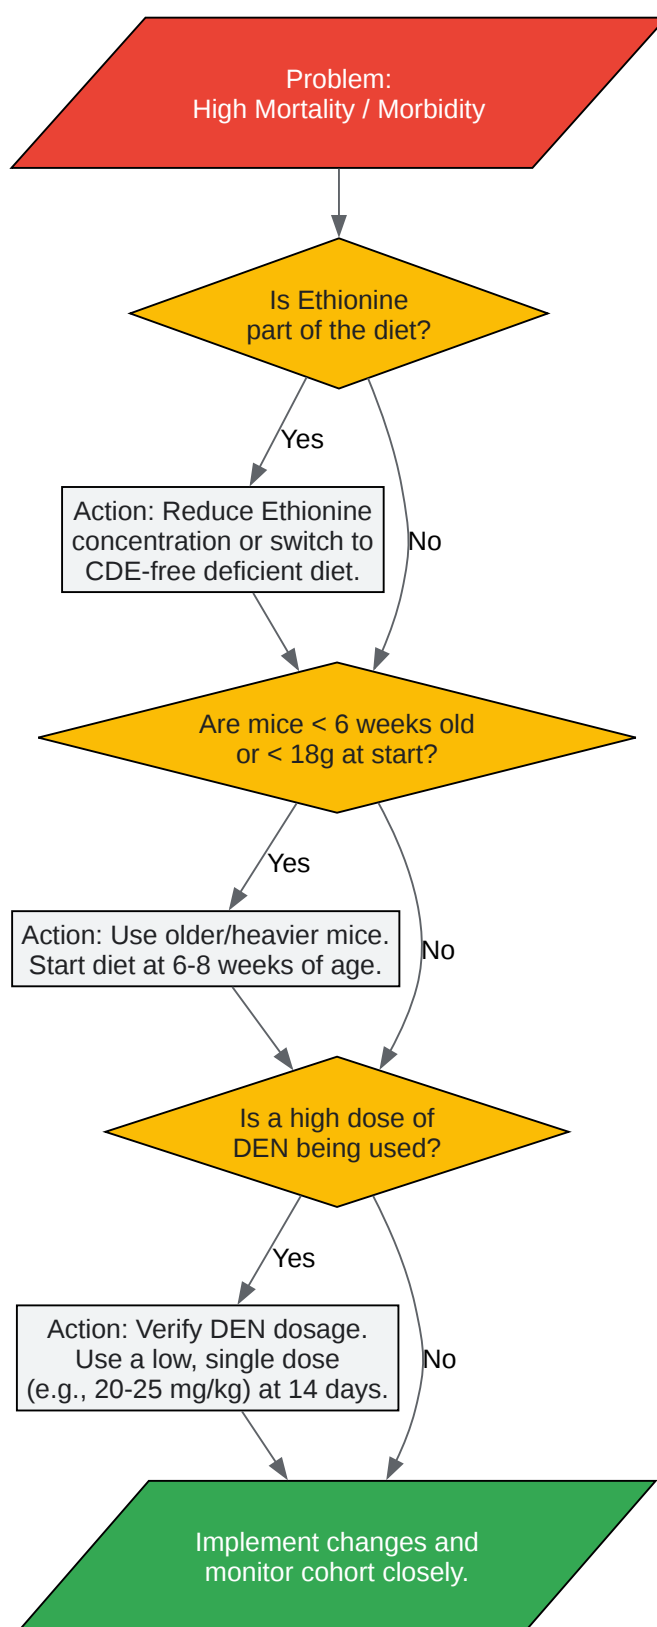 Problem:
High Mortality / Morbidity
Is Ethionine
part of the diet?
Yes
No
Action: Reduce Ethionine
concentration or switch to
CDE-free deficient diet.
Are mice < 6 weeks old
or < 18g at start?
Yes
No
Action: Use older/heavier mice.
Start diet at 6-8 weeks of age.
Is a high dose of
DEN being used?
Yes
No
Action: Verify DEN dosage.
Use a low, single dose
(e.g., 20-25 mg/kg) at 14 days.
Implement changes and
monitor cohort closely.